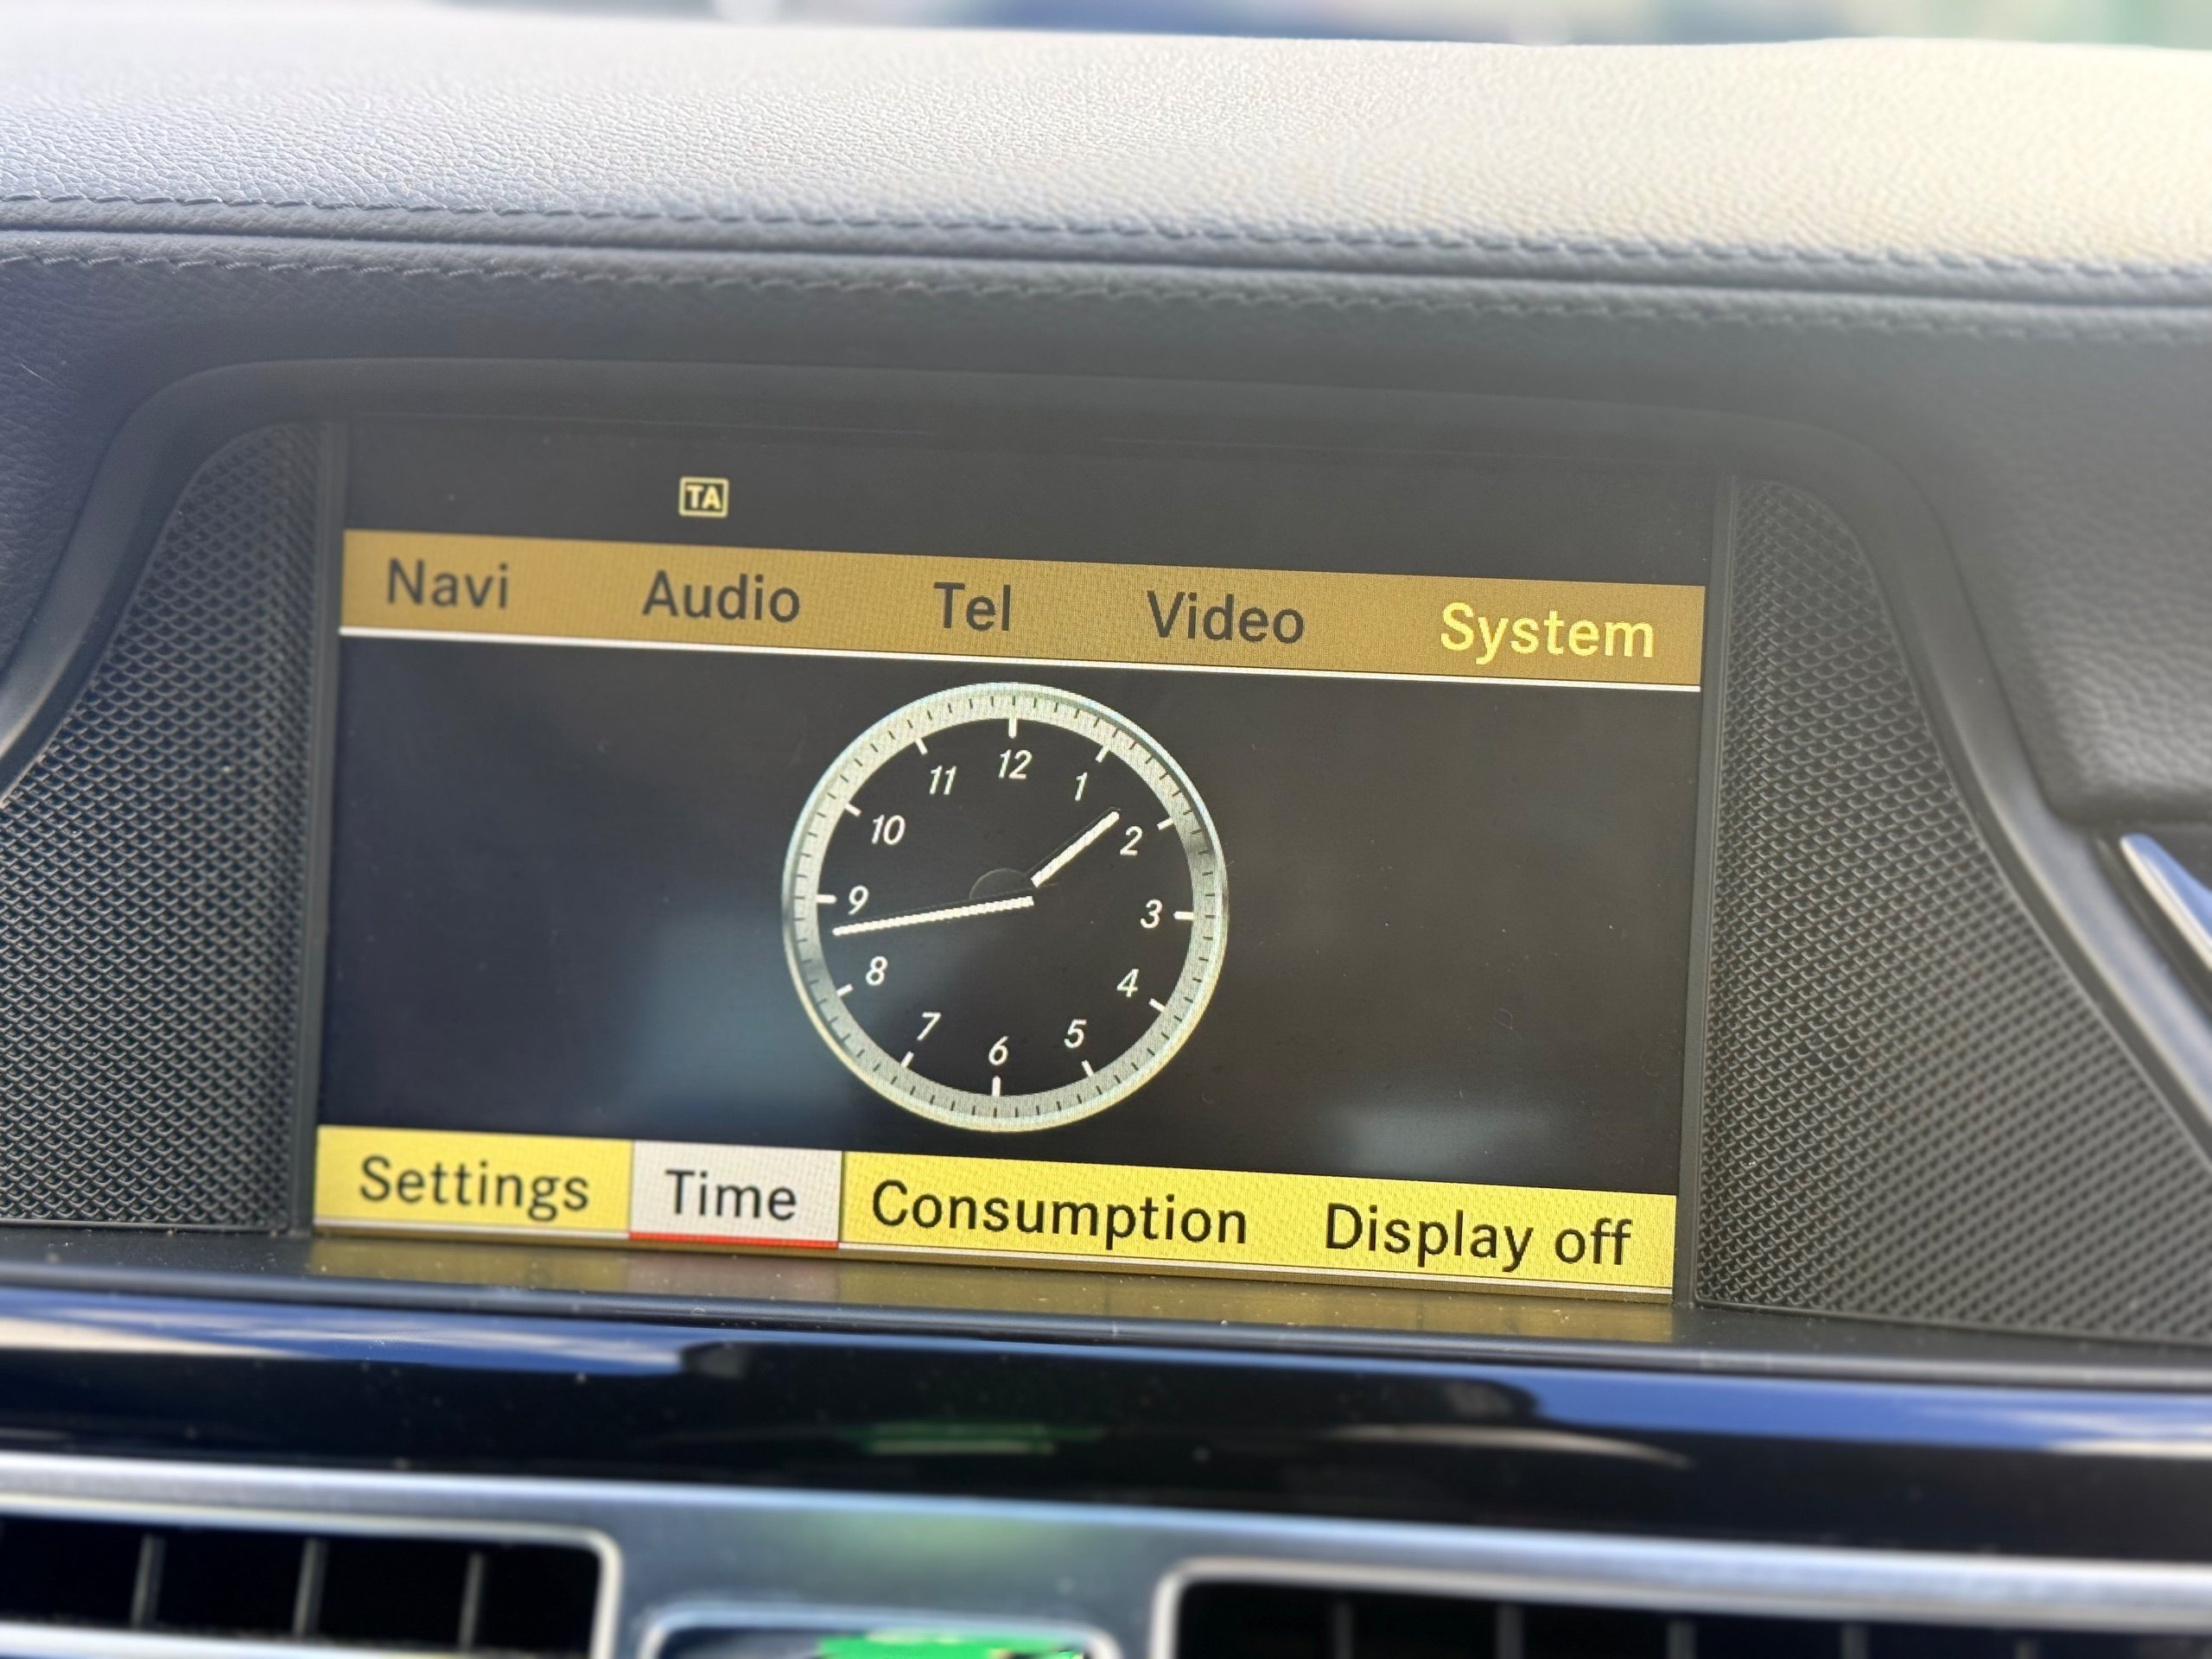 TA
Navi Audio Tel Video System
12
11 1
10 2
9 3
8 4
7 5
6
Settings Time Consumption Display off